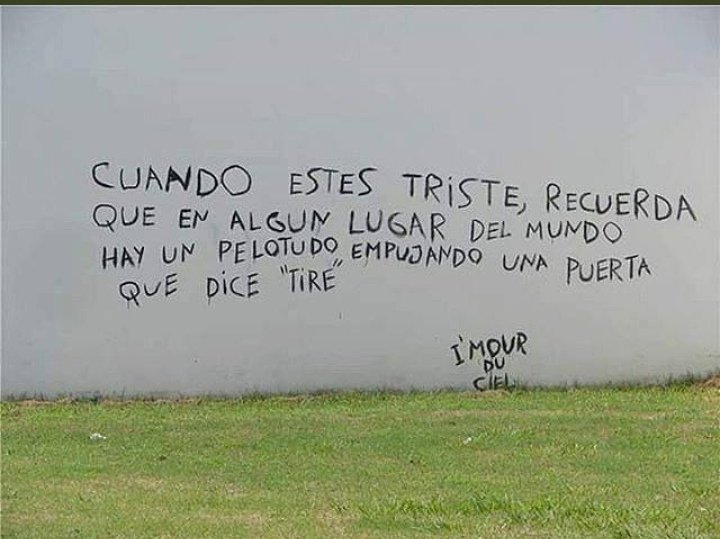 CUANDO ESTES TRiSTE, RECUERDA
QUE EN ALGUN LUGAR DEL MUNDO
HAY UN PELOTUDO EMPUJANDO UNA PUERTA
QUE DiCE "TiRE"
I'MOUR
DU
CiEL